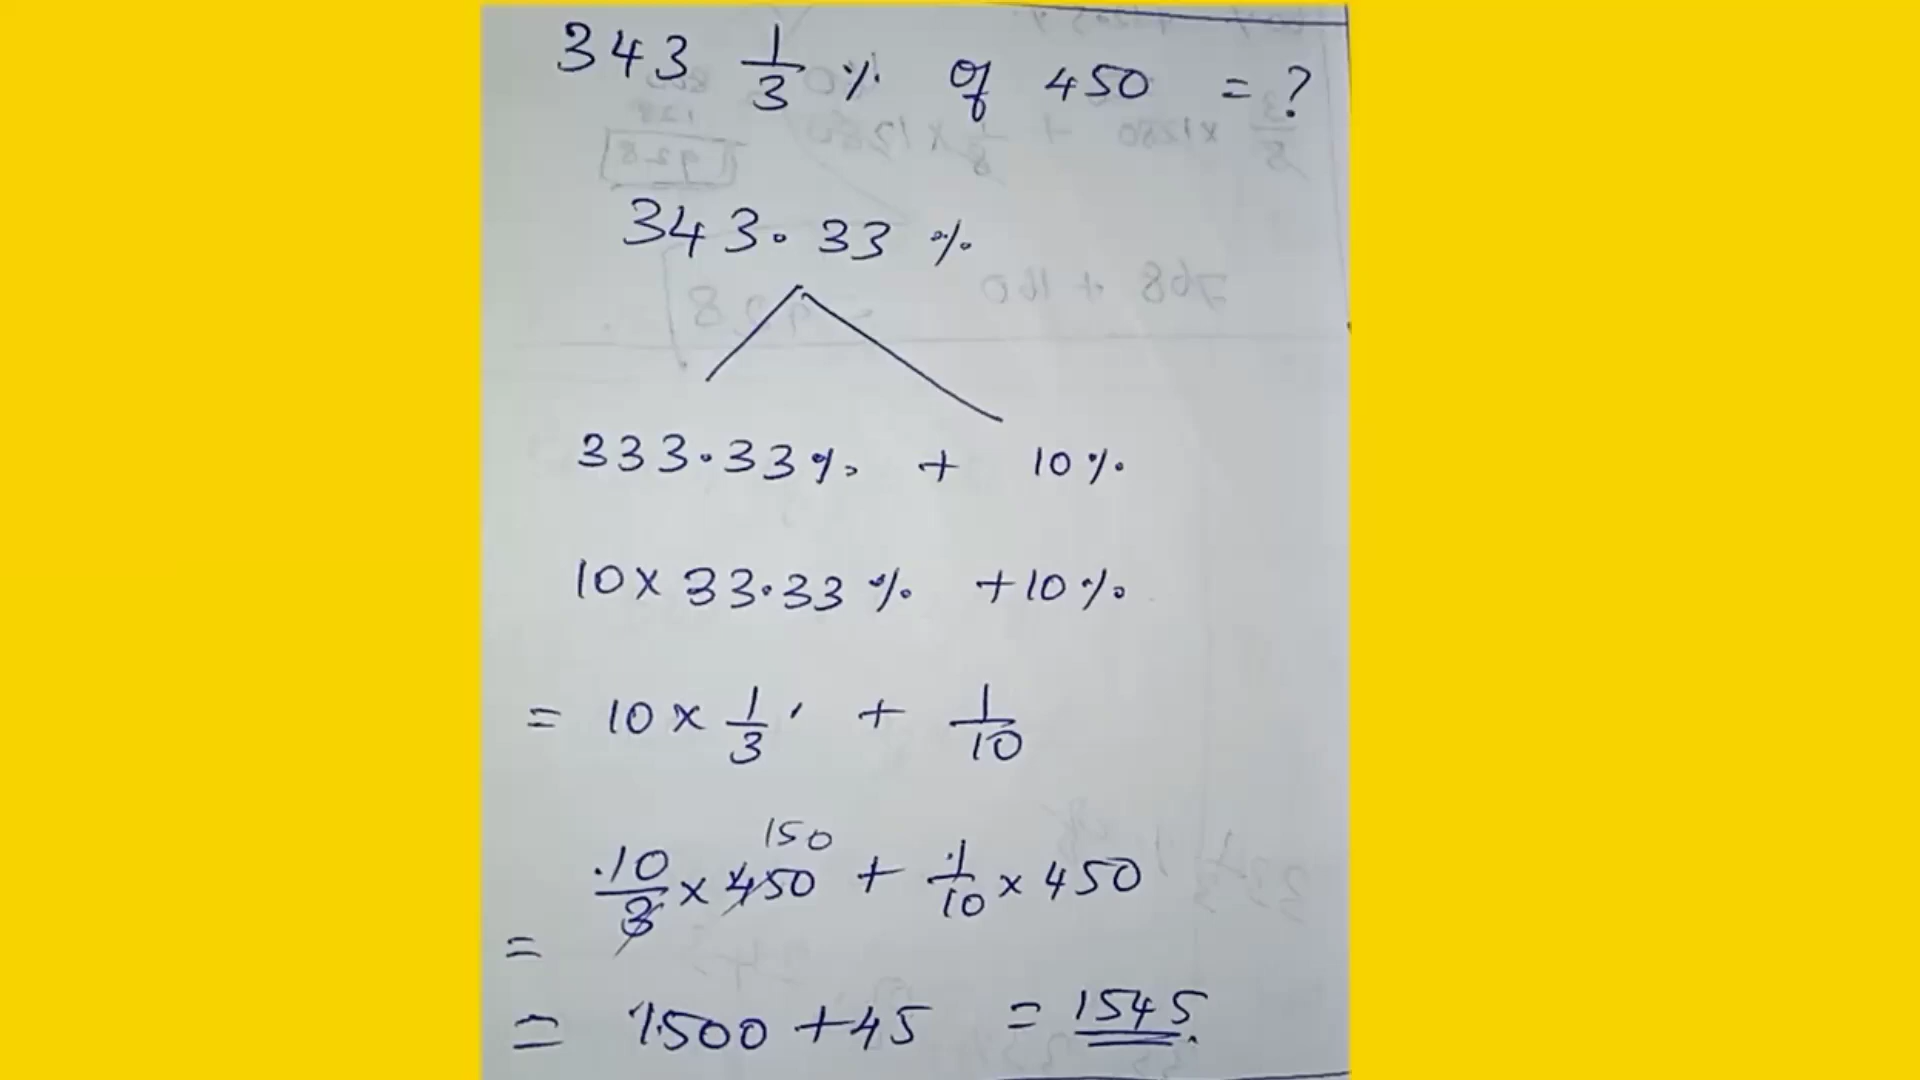 343 1/3 % of 450 = ?
343.33 %
333.33% + 10%
10 x 33.33 % + 10%
= 10 x 1/3 + 1/10
150
10/3 x 450 + 1/10 x 450
=
= 1500 + 45 = 1545.